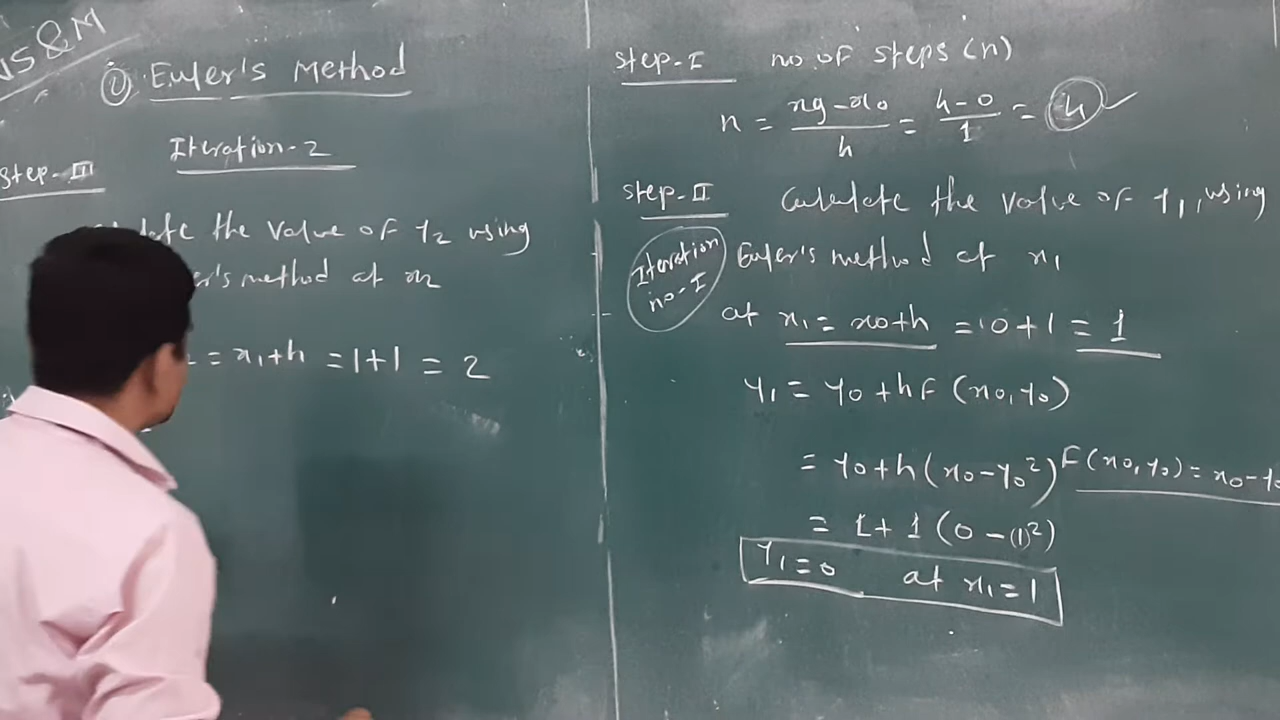 NS&M
① Euler's Method
Iteration-2
Step-III
the value of Y2 using
method at x2
= x1+h = 1+1 = 2
Step-I no. of steps (n)
n = xg-x0/h = 4-0/1 = 4 ✓
Step-II Calculate the value of Y1, using
Iteration no-I
Euler's method at x1
at x1 = x0+h = 0+1 = 1
Y1 = Y0+hF (x0,Y0)
= Y0+h(x0-Y0²) F(x0,Y0) = x0-Y0
= 1+1(0-(1)²)
Y1=0 at x1=1